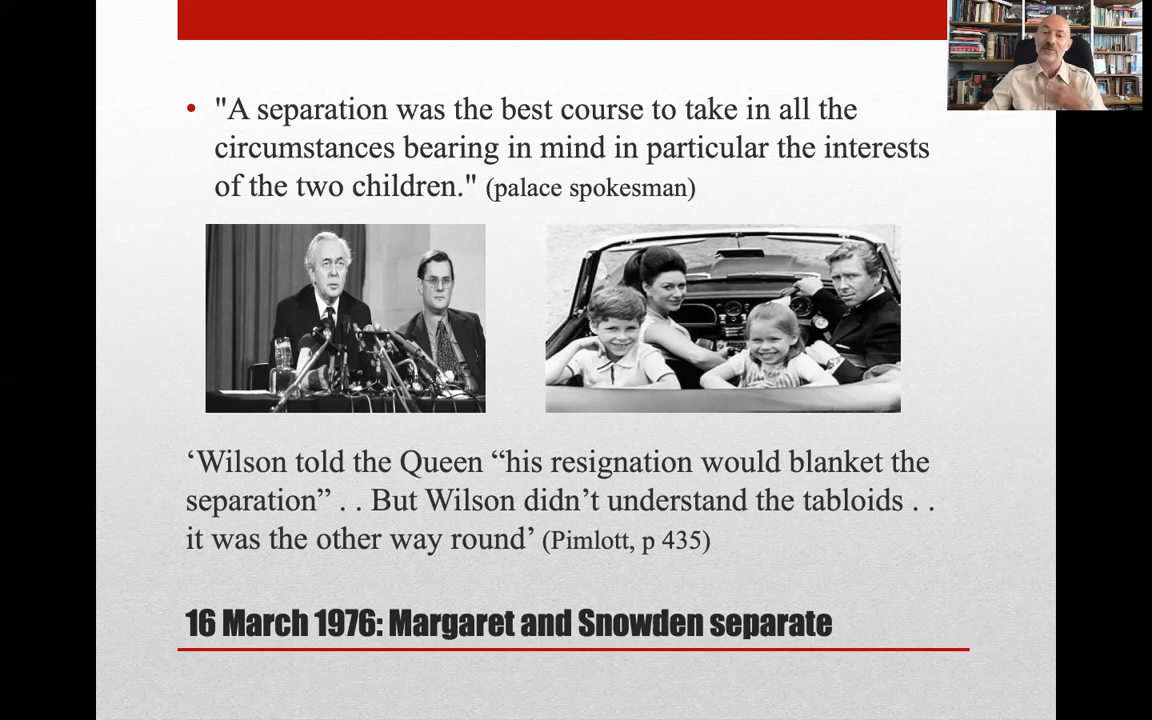 • "A separation was the best course to take in all the
circumstances bearing in mind in particular the interests
of the two children." (palace spokesman)
‘Wilson told the Queen “his resignation would blanket the
separation” . . But Wilson didn’t understand the tabloids . .
it was the other way round’ (Pimlott, p 435)
16 March 1976: Margaret and Snowden separate